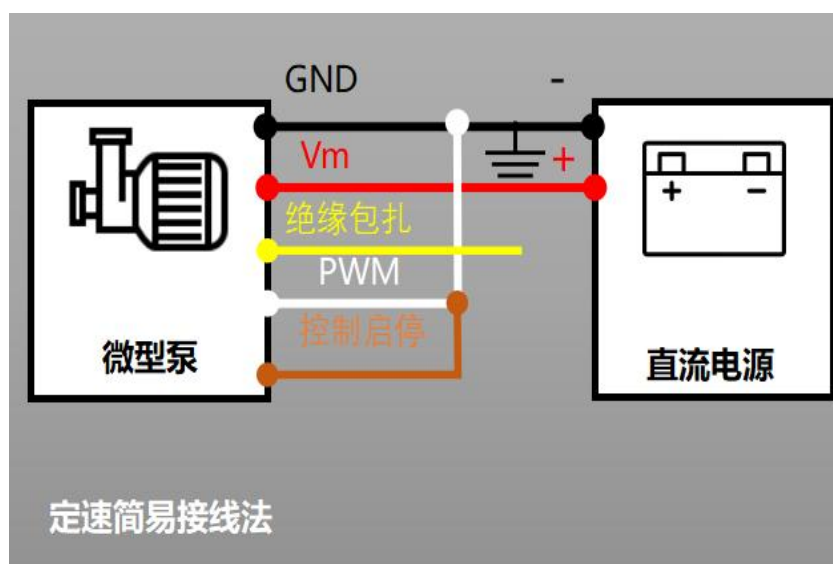 GND
-
Vm
+
绝缘包扎
+ -
PWM
控制启停
微型泵
直流电源
定速简易接线法